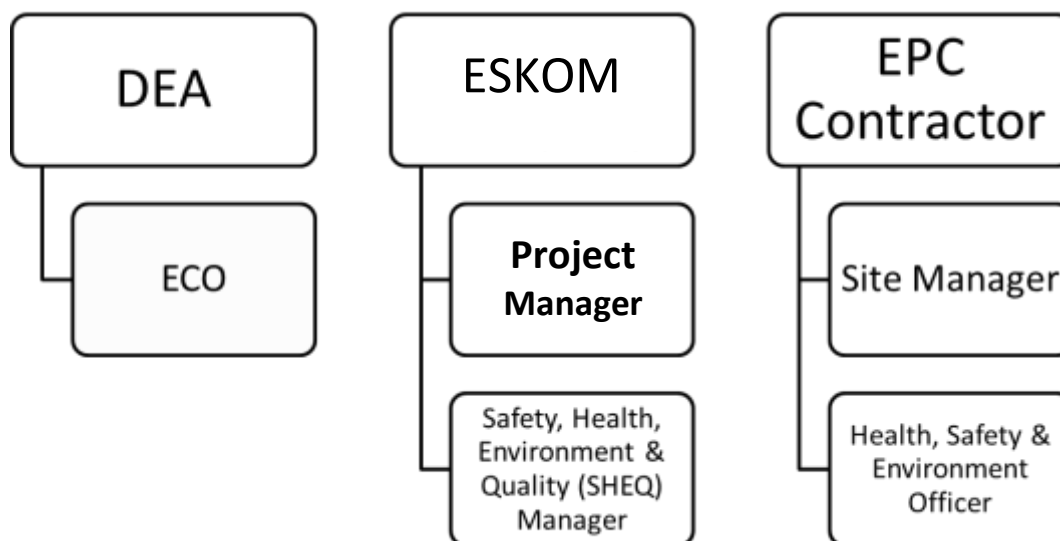 DEA
ECO
ESKOM
Project
Manager
Safety, Health,
Environment &
Quality (SHEQ)
Manager
EPC
Contractor
Site Manager
Health, Safety &
Environment
Officer